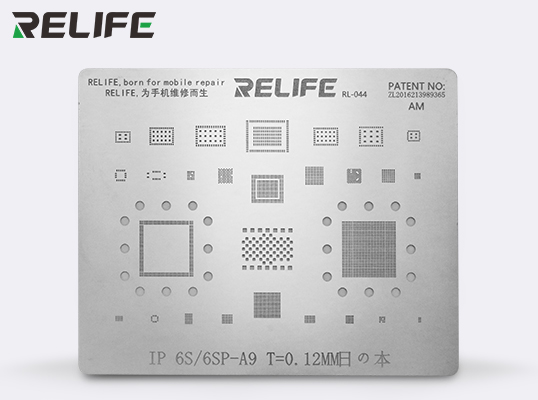 RELIFE
RELIFE,born for mobile repair
RELIFE,为手机维修而生
RELIFE RL-044
PATENT NO:
ZL2016213989365
AM
IP 6S/6SP-A9 T=0.12MM日の本